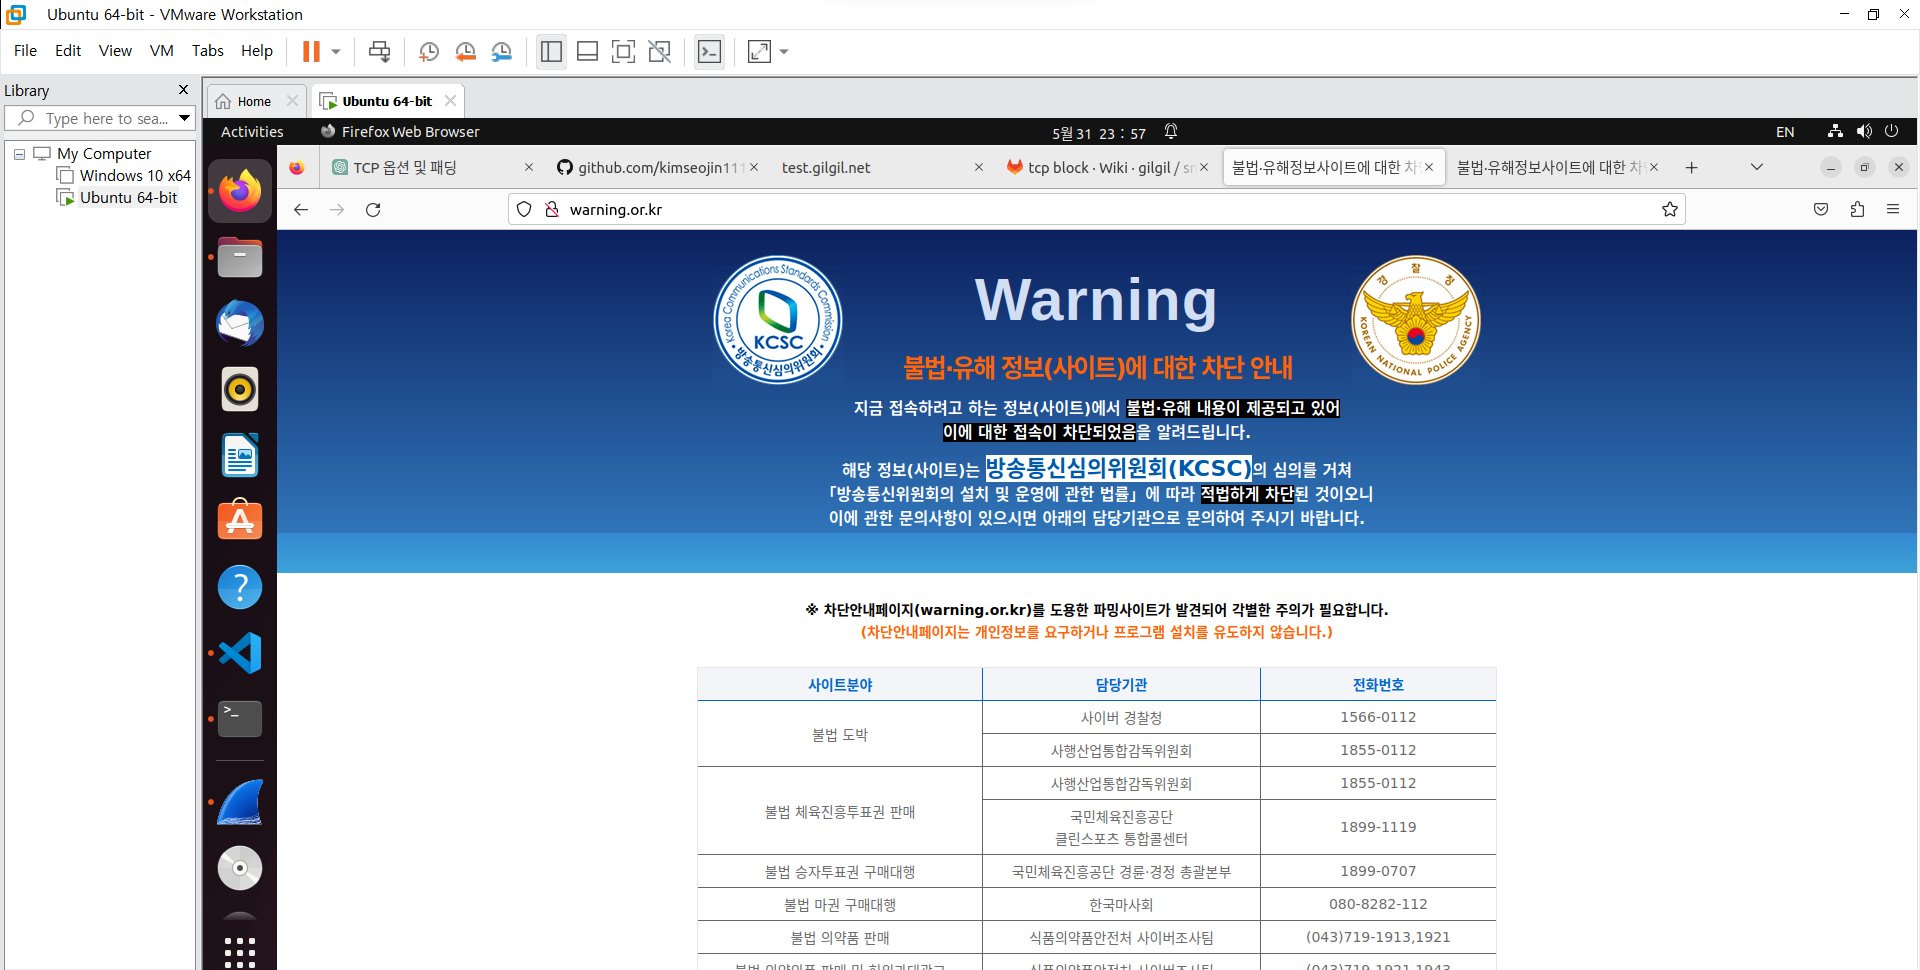 Ubuntu 64-bit - VMware Workstation
File Edit View VM Tabs Help
Library
Type here to sea...
My Computer
Windows 10 x64
Ubuntu 64-bit
Home
Ubuntu 64-bit
Activities
Firefox Web Browser
5월 31 23 : 57
EN
TCP 옵션 및 패딩
github.com/kimseojin111
test.gilgil.net
tcp block · Wiki · gilgil / sn
불법·유해정보사이트에 대한 차
불법·유해정보사이트에 대한 차
warning.or.kr
Korea Communications Standards Commission
KCSC
방송통신심의위원회
Warning
경찰청
KOREAN NATIONAL POLICE AGENCY
불법·유해 정보(사이트)에 대한 차단 안내
지금 접속하려고 하는 정보(사이트)에서 불법·유해 내용이 제공되고 있어
이에 대한 접속이 차단되었음을 알려드립니다.
해당 정보(사이트)는 방송통신심의위원회(KCSC)의 심의를 거쳐
「방송통신위원회의 설치 및 운영에 관한 법률」에 따라 적법하게 차단된 것이오니
이에 관한 문의사항이 있으시면 아래의 담당기관으로 문의하여 주시기 바랍니다.
※ 차단안내페이지(warning.or.kr)를 도용한 파밍사이트가 발견되어 각별한 주의가 필요합니다.
(차단안내페이지는 개인정보를 요구하거나 프로그램 설치를 유도하지 않습니다.)
사이트분야 담당기관 전화번호
불법 도박 사이버 경찰청 1566-0112
사행산업통합감독위원회 1855-0112
불법 체육진흥투표권 판매 사행산업통합감독위원회 1855-0112
국민체육진흥공단
클린스포츠 통합콜센터 1899-1119
불법 승자투표권 구매대행 국민체육진흥공단 경륜·경정 총괄본부 1899-0707
불법 마권 구매대행 한국마사회 080-8282-112
불법 의약품 판매 식품의약품안전처 사이버조사팀 (043)719-1913,1921
식품의약품안전처 사이버조사팀 (043)719-1921,1943